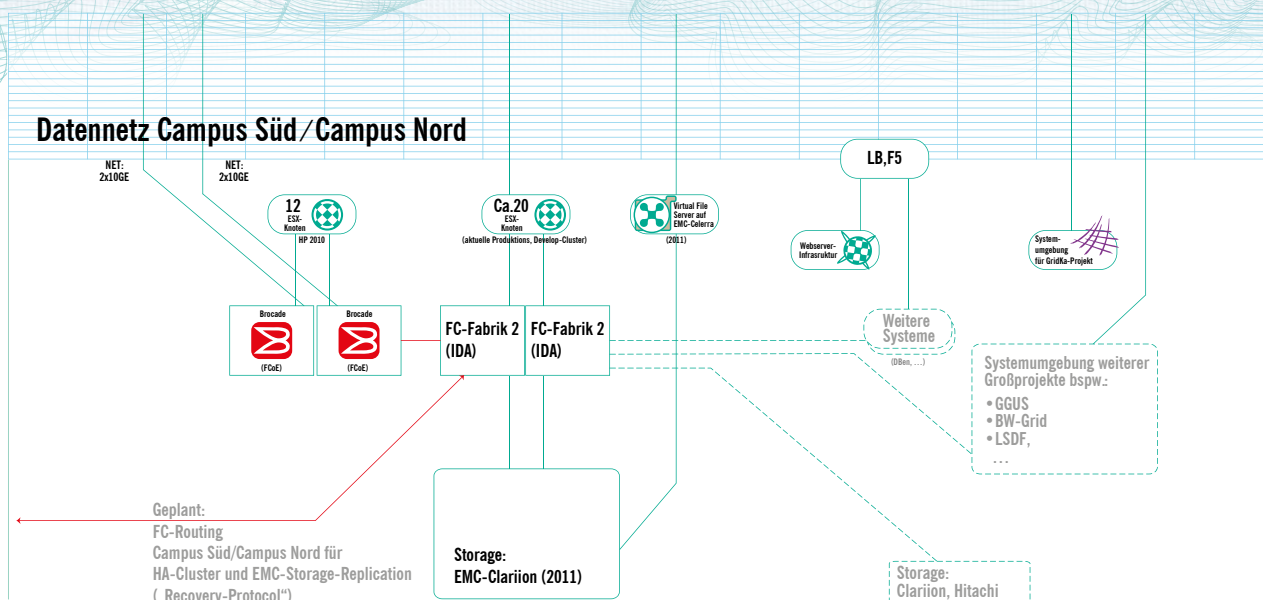 Datennetz Campus Süd/Campus Nord
NET:
2x10GE
NET:
2x10GE
12
ESX-
Knoten
HP 2010
Ca.20
ESX-
Knoten
(aktuelle Produktions, Develop-Cluster)
Virtual File
Server auf
EMC-Celerra
(2011)
LB,F5
Webserver-
Infrasruktur
System-
umgebung
für GridKa-Projekt
Brocade
(FCoE)
Brocade
(FCoE)
FC-Fabrik 2
(IDA)
FC-Fabrik 2
(IDA)
Weitere
Systeme
(DBen, ...)
Systemumgebung weiterer
Großprojekte bspw.:
• GGUS
• BW-Grid
• LSDF,
...
Geplant:
FC-Routing
Campus Süd/Campus Nord für
HA-Cluster und EMC-Storage-Replication
(„Recovery-Protocol“)
Storage:
EMC-Clariion (2011)
Storage:
Clariion, Hitachi